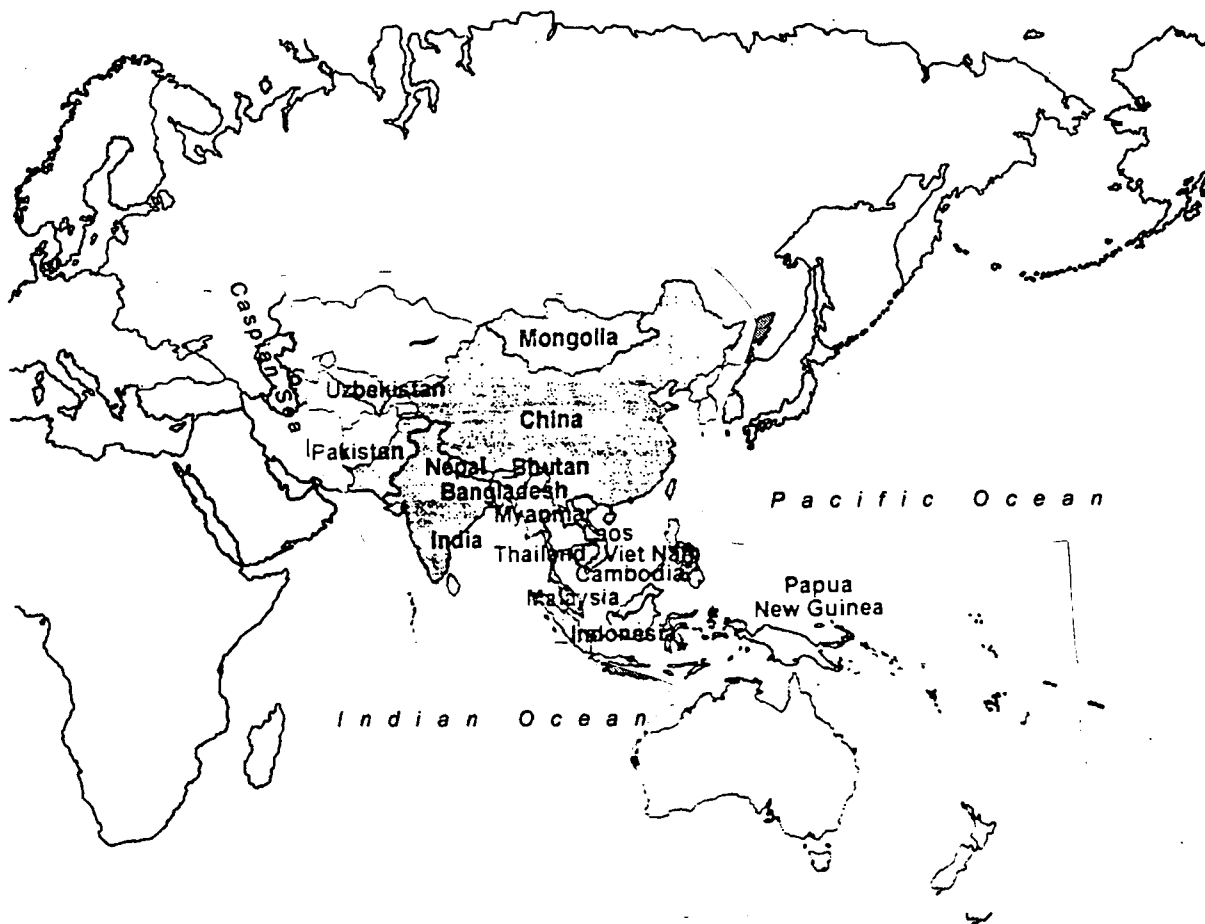 Caspian Sea
Mongolia
Uzbekistan
China
Pakistan
Nepal
Bhutan
Bangladesh
Myanmar
India
Laos
Thailand
Viet Nam
Cambodia
Malaysia
Indonesia
Papua
New Guinea
Pacific Ocean
Indian Ocean